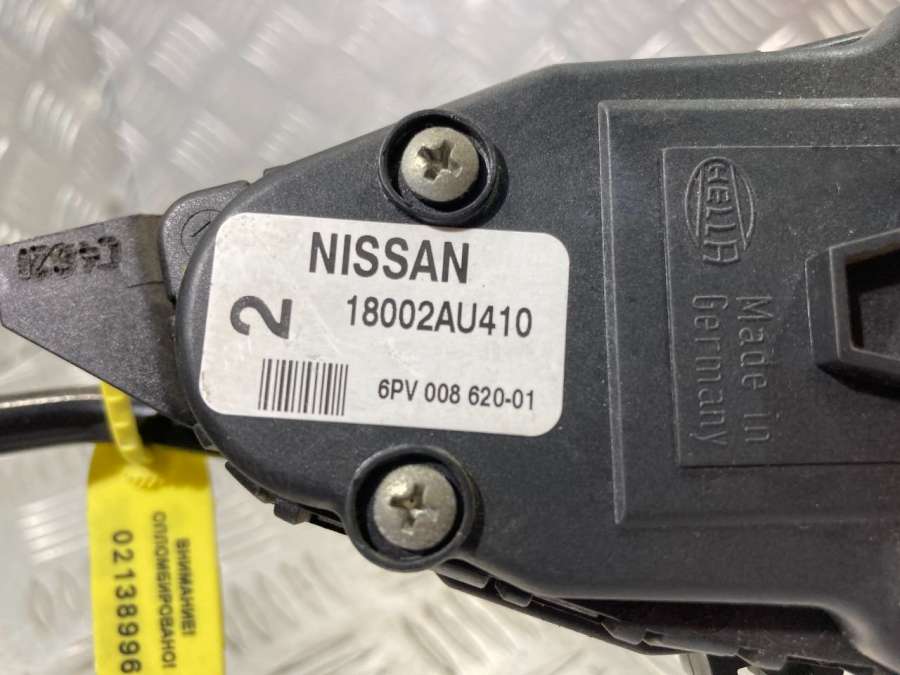 NISSAN
2
18002AU410
6PV 008 620-01
HELLA
Made in
Germany
ВНИМАНИЕ!
ОПЛОМБИРОВАНО!
02138996